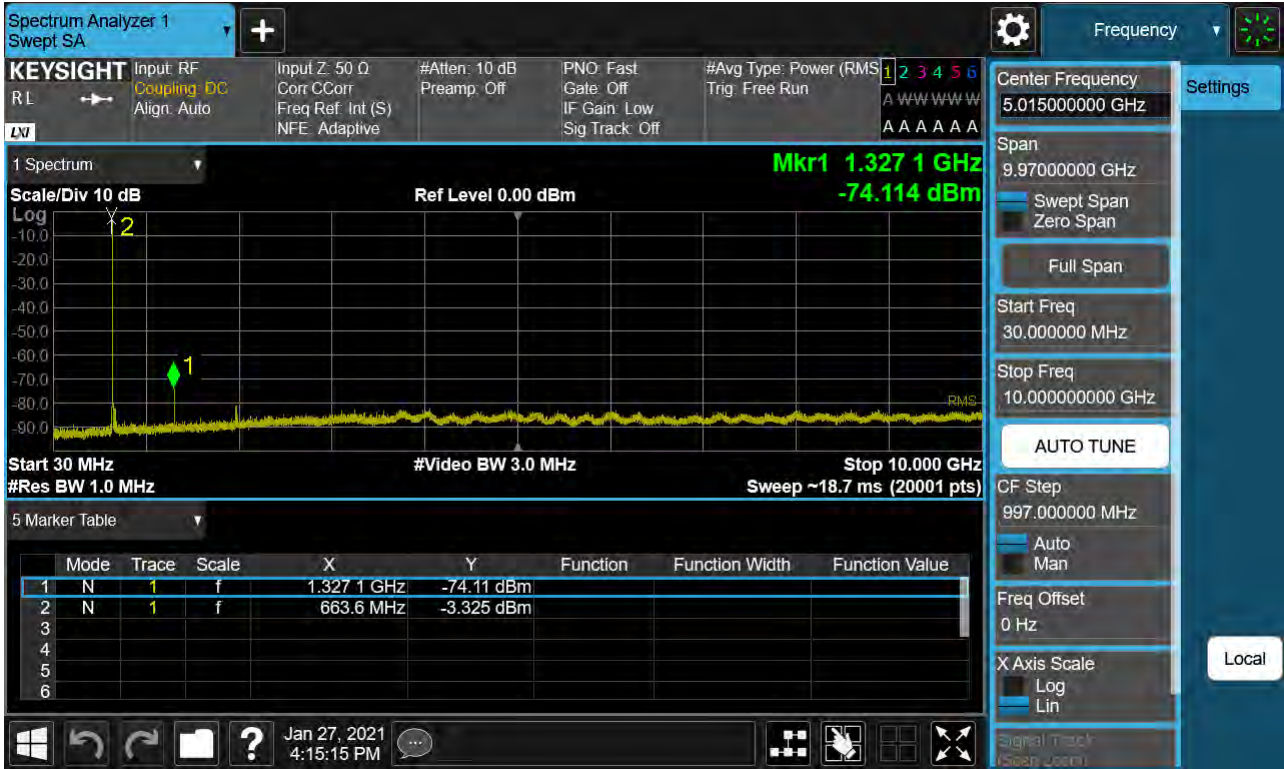 Spectrum Analyzer 1
Swept SA
+
Frequency
KEYSIGHT
RL
LXI
Input: RF
Coupling: DC
Align: Auto
Input Z: 50 Ω
Corr CCorr
Freq Ref: Int (S)
NFE: Adaptive
#Atten: 10 dB
Preamp: Off
PNO: Fast
Gate: Off
IF Gain: Low
Sig Track: Off
#Avg Type: Power (RMS
Trig: Free Run
1 2 3 4 5 6
A W W W W W
A A A A A A
1 Spectrum
Mkr1 1.327 1 GHz
-74.114 dBm
Scale/Div 10 dB
Ref Level 0.00 dBm
Log
-10.0
-20.0
-30.0
-40.0
-50.0
-60.0
-70.0
-80.0
-90.0
2
1
RMS
Start 30 MHz
#Video BW 3.0 MHz
Stop 10.000 GHz
#Res BW 1.0 MHz
Sweep ~18.7 ms (20001 pts)
5 Marker Table
Mode Trace Scale X Y Function Function Width Function Value
1 N 1 f 1.327 1 GHz -74.11 dBm
2 N 1 f 663.6 MHz -3.325 dBm
3
4
5
6
Center Frequency
5.015000000 GHz
Span
9.97000000 GHz
Swept Span
Zero Span
Full Span
Start Freq
30.000000 MHz
Stop Freq
10.000000000 GHz
AUTO TUNE
CF Step
997.000000 MHz
Auto
Man
Freq Offset
0 Hz
X Axis Scale
Log
Lin
Signal Track
(Span Zoom)
Settings
Local
?
Jan 27, 2021
4:15:15 PM